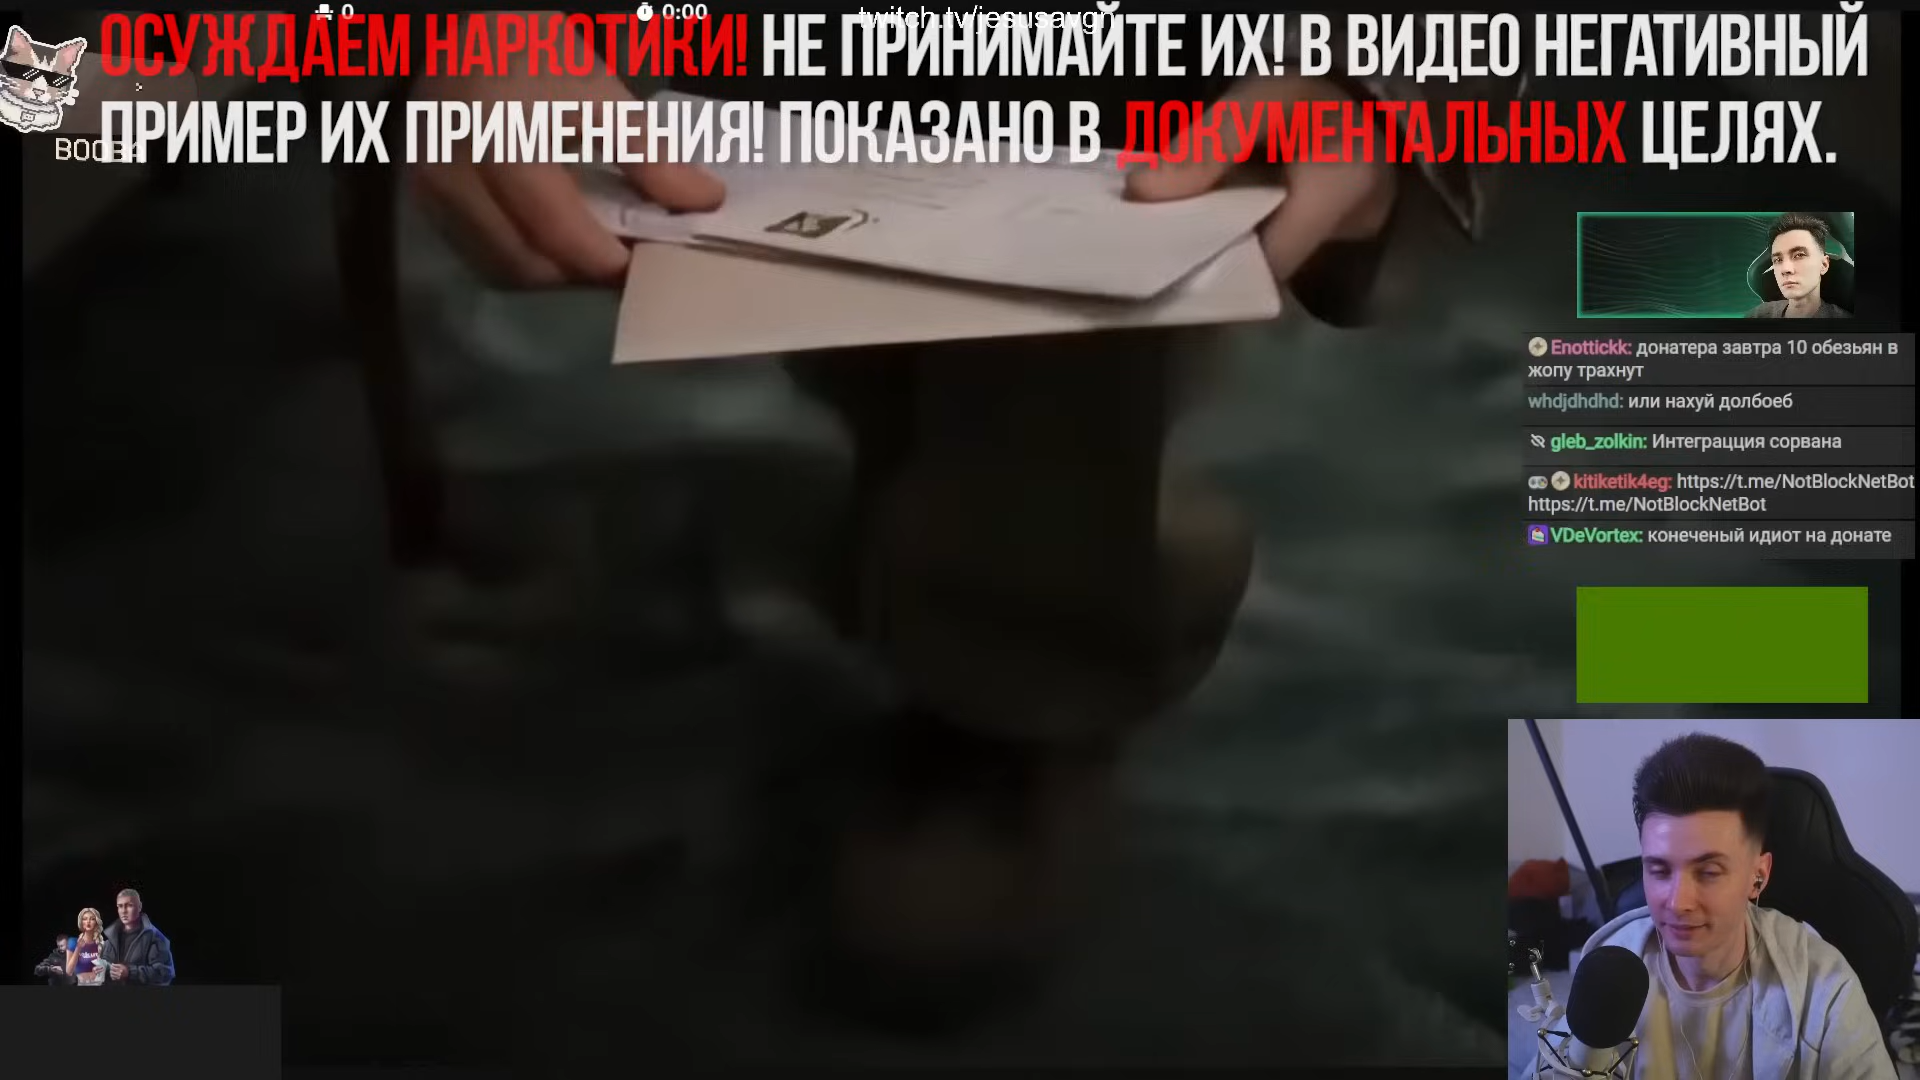 0
0:00
twitch.tv/jesusavgn
ОСУЖДАЕМ НАРКОТИКИ! НЕ ПРИНИМАЙТЕ ИХ! В ВИДЕО НЕГАТИВНЫЙ
ПРИМЕР ИХ ПРИМЕНЕНИЯ! ПОКАЗАНО В ДОКУМЕНТАЛЬНЫХ ЦЕЛЯХ.
BOOBA
Enottickk: донатера завтра 10 обезьян в
жопу трахнут
whdjdhdhd: или нахуй долбоеб
gleb_zolkin: Интеграцция сорвана
kitiketik4eg: https://t.me/NotBlockNetBot
https://t.me/NotBlockNetBot
VDeVortex: конеченый идиот на донате